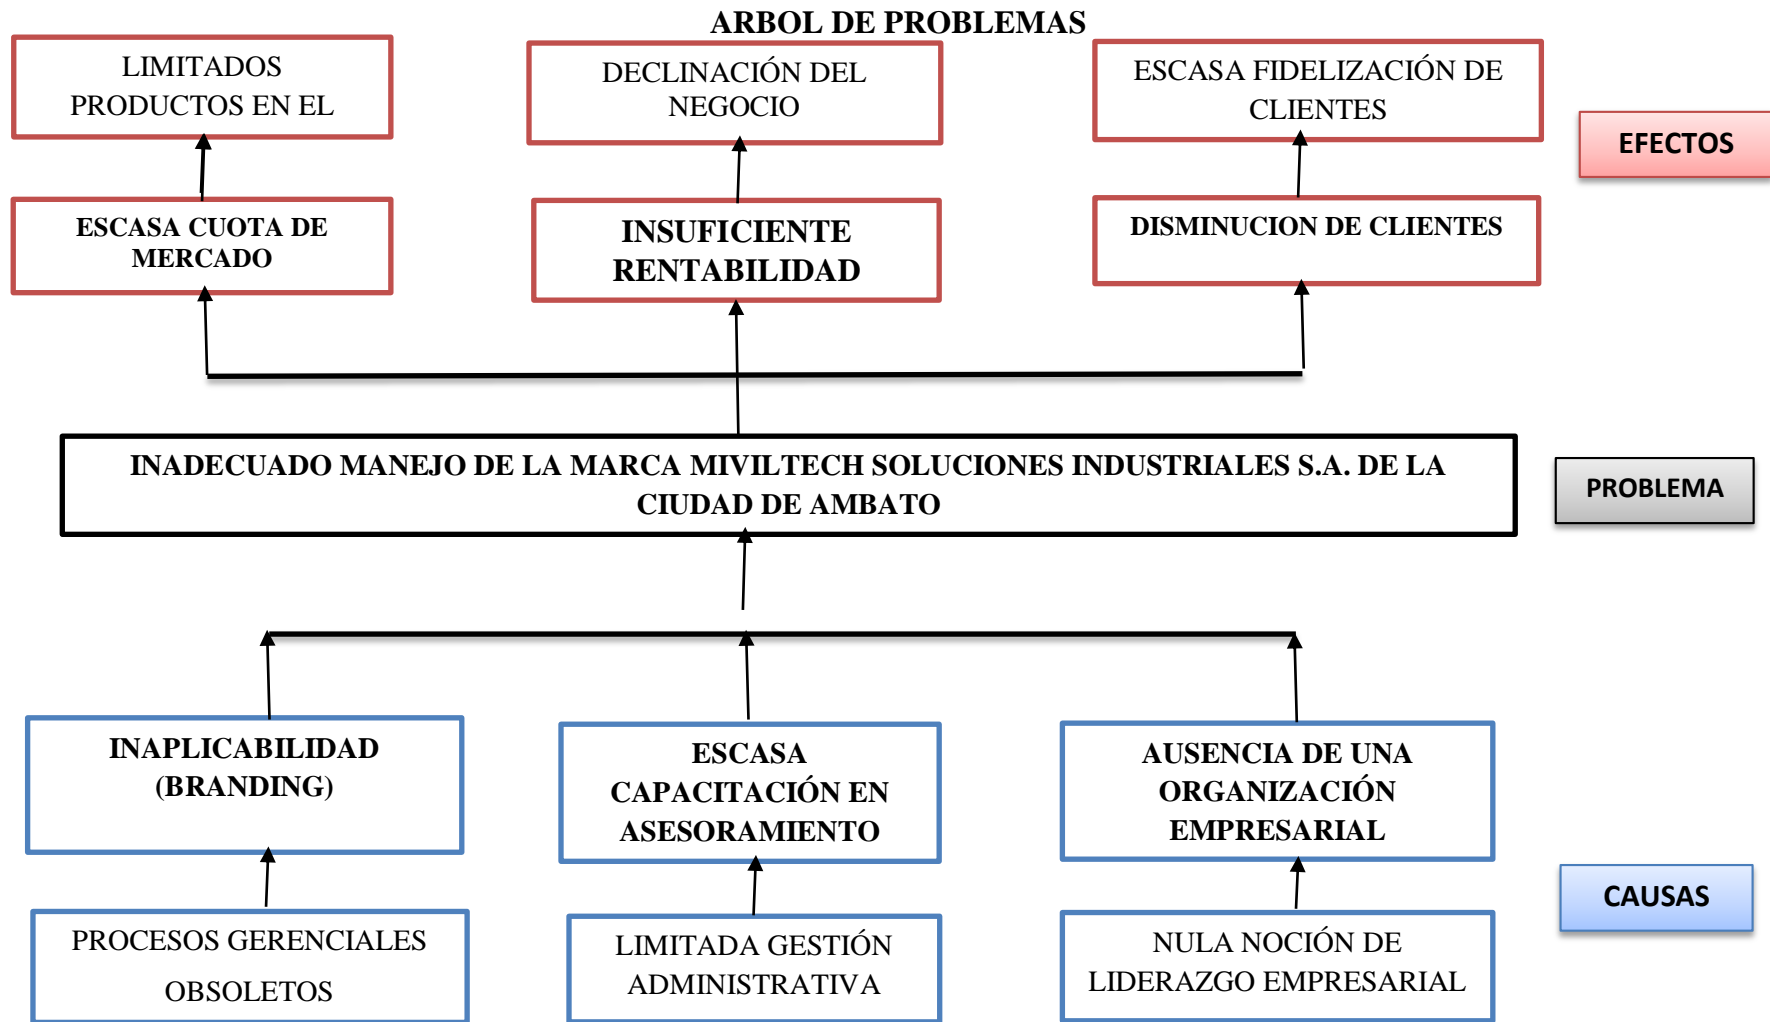 ARBOL DE PROBLEMAS
LIMITADOS
PRODUCTOS EN EL
DECLINACIÓN DEL
NEGOCIO
ESCASA FIDELIZACIÓN DE
CLIENTES
EFECTOS
ESCASA CUOTA DE
MERCADO
INSUFICIENTE
RENTABILIDAD
DISMINUCION DE CLIENTES
INADECUADO MANEJO DE LA MARCA MIVILTECH SOLUCIONES INDUSTRIALES S.A. DE LA
CIUDAD DE AMBATO
PROBLEMA
INAPLICABILIDAD
(BRANDING)
ESCASA
CAPACITACIÓN EN
ASESORAMIENTO
AUSENCIA DE UNA
ORGANIZACIÓN
EMPRESARIAL
CAUSAS
PROCESOS GERENCIALES
OBSOLETOS
LIMITADA GESTIÓN
ADMINISTRATIVA
NULA NOCIÓN DE
LIDERAZGO EMPRESARIAL